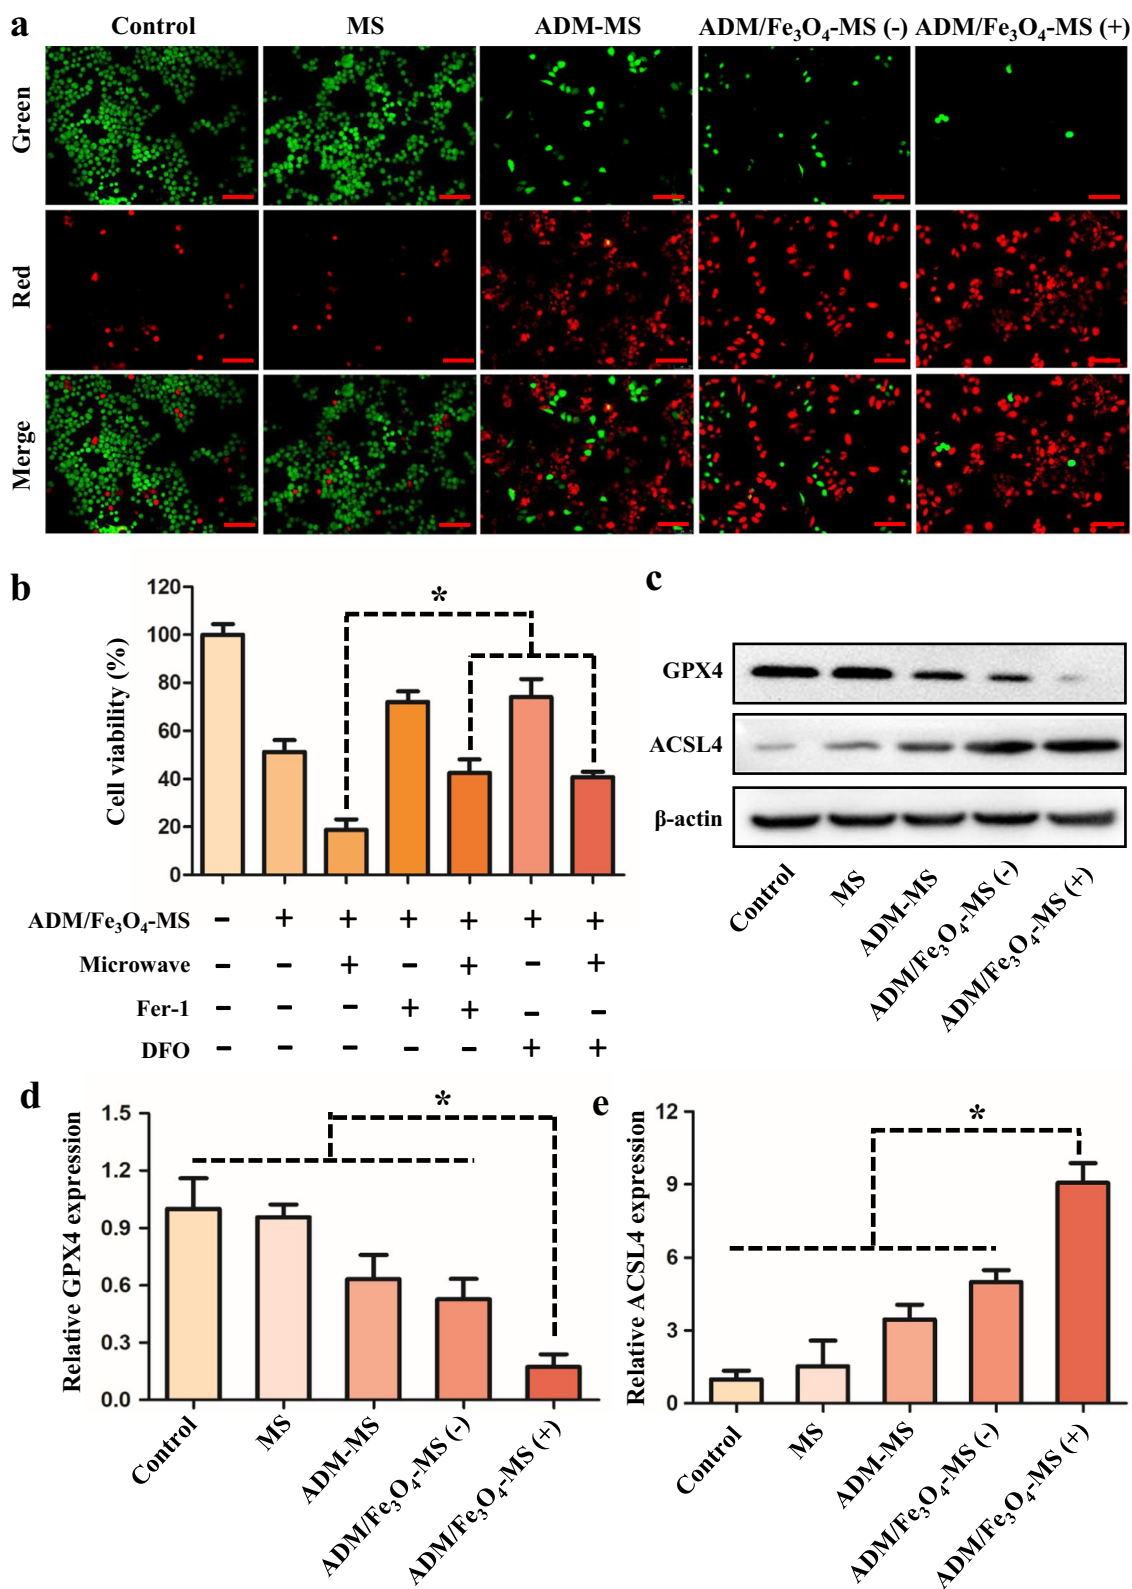 a
Control MS ADM-MS ADM/Fe₃O₄-MS (-) ADM/Fe₃O₄-MS (+)
Green
Red
Merge
b
Cell viability (%)
120
100
80
60
40
20
0
*
ADM/Fe₃O₄-MS − + + + + + +
Microwave − − + − + − +
Fer-1 − − − + + − −
DFO − − − − − + +
c
GPX4
ACSL4
β-actin
Control
MS
ADM-MS
ADM/Fe₃O₄-MS (-)
ADM/Fe₃O₄-MS (+)
d
Relative GPX4 expression
1.5
1.2
0.9
0.6
0.3
0.0
*
Control
MS
ADM-MS
ADM/Fe₃O₄-MS (-)
ADM/Fe₃O₄-MS (+)
e
Relative ACSL4 expression
12
9
6
3
0
*
Control
MS
ADM-MS
ADM/Fe₃O₄-MS (-)
ADM/Fe₃O₄-MS (+)